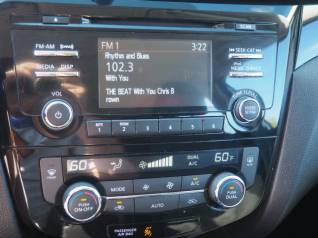 SCAN
FM-AM
FM 1
3:22
SEEK·CAT
Rhythm and Blues
102.3
With You
MEDIA
DISP
VOL
THE BEAT With You Chris B
rown
1 2 3 4 5 6
60°F
DUAL
60°F
MODE
A/C
PUSH
ON·OFF
AUTO
PUSH
DUAL
PASSENGER
AIR BAG